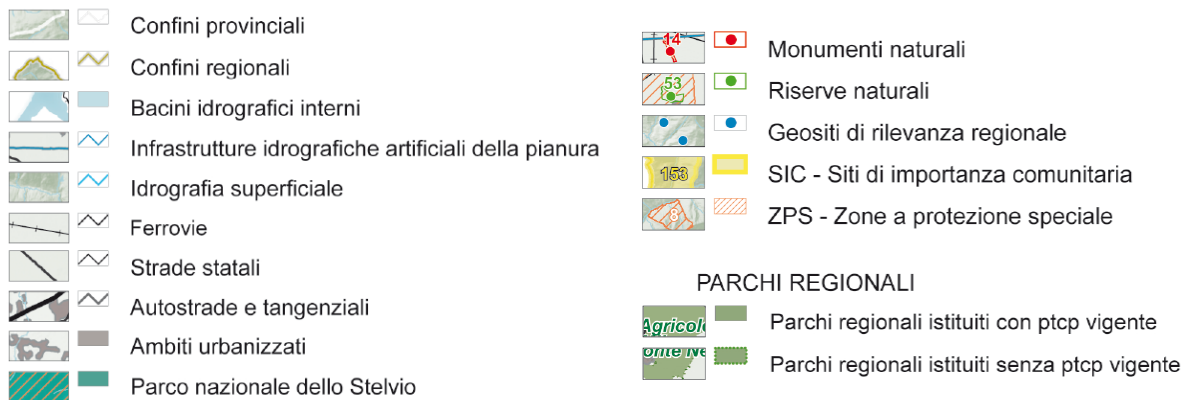 Confini provinciali
Confini regionali
Bacini idrografici interni
Infrastrutture idrografiche artificiali della pianura
Idrografia superficiale
Ferrovie
Strade statali
Autostrade e tangenziali
Ambiti urbanizzati
Parco nazionale dello Stelvio
14
Monumenti naturali
53
Riserve naturali
Geositi di rilevanza regionale
153
SIC - Siti di importanza comunitaria
8
ZPS - Zone a protezione speciale
PARCHI REGIONALI
Agricol
Parchi regionali istituiti con ptcp vigente
onte Ne
Parchi regionali istituiti senza ptcp vigente